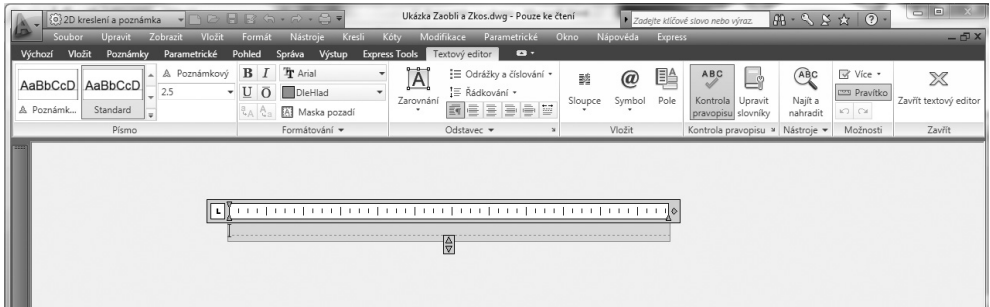 2D kreslení a poznámka
Ukázka Zaobli a Zkos.dwg - Pouze ke čtení
Zadejte klíčové slovo nebo výraz.
Soubor Upravit Zobrazit Vložit Formát Nástroje Kresli Kóty Modifikace Parametrické Okno Nápověda Express
Výchozí Vložit Poznámky Parametrické Pohled Správa Výstup Express Tools Textový editor
AaBbCcD AaBbCcD
Poznámk... Standard
Poznámkový
2.5
Písmo
B I Arial
U O DleHlad
Maska pozadí
Formátování
A
Zarovnání
Odrážky a číslování
Řádkování
Odstavec
Sloupce
@
Symbol
Pole
Vložit
ABC
Kontrola pravopisu
Upravit slovníky
Kontrola pravopisu
ABC
Najít a nahradit
Nástroje
Více
Pravítko
Možnosti
Zavřít textový editor
Zavřít
L